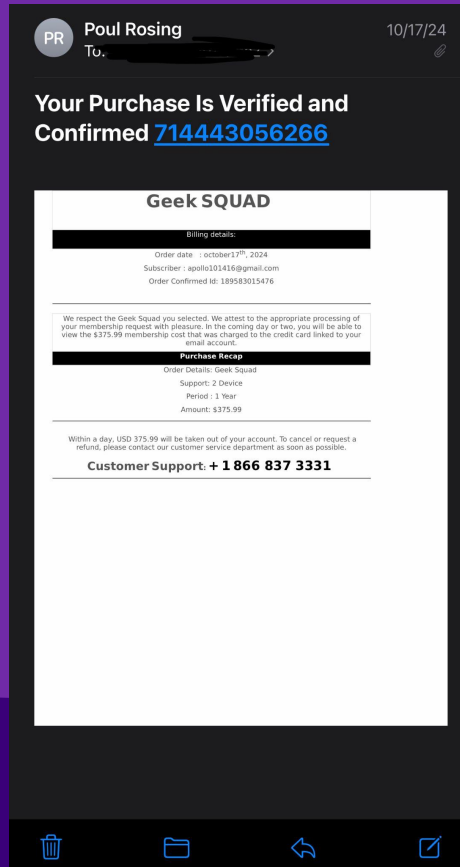 PR
Poul Rosing
10/17/24
To:
Your Purchase Is Verified and
Confirmed 714443056266
Geek SQUAD
Billing details:
Order date : october17th, 2024
Subscriber : apollo101416@gmail.com
Order Confirmed Id: 189583015476
We respect the Geek Squad you selected. We attest to the appropriate processing of
your membership request with pleasure. In the coming day or two, you will be able to
view the $375.99 membership cost that was charged to the credit card linked to your
email account.
Purchase Recap
Order Details: Geek Squad
Support: 2 Device
Period : 1 Year
Amount: $375.99
Within a day, USD 375.99 will be taken out of your account. To cancel or request a
refund, please contact our customer service department as soon as possible.
Customer Support: + 1 866 837 3331